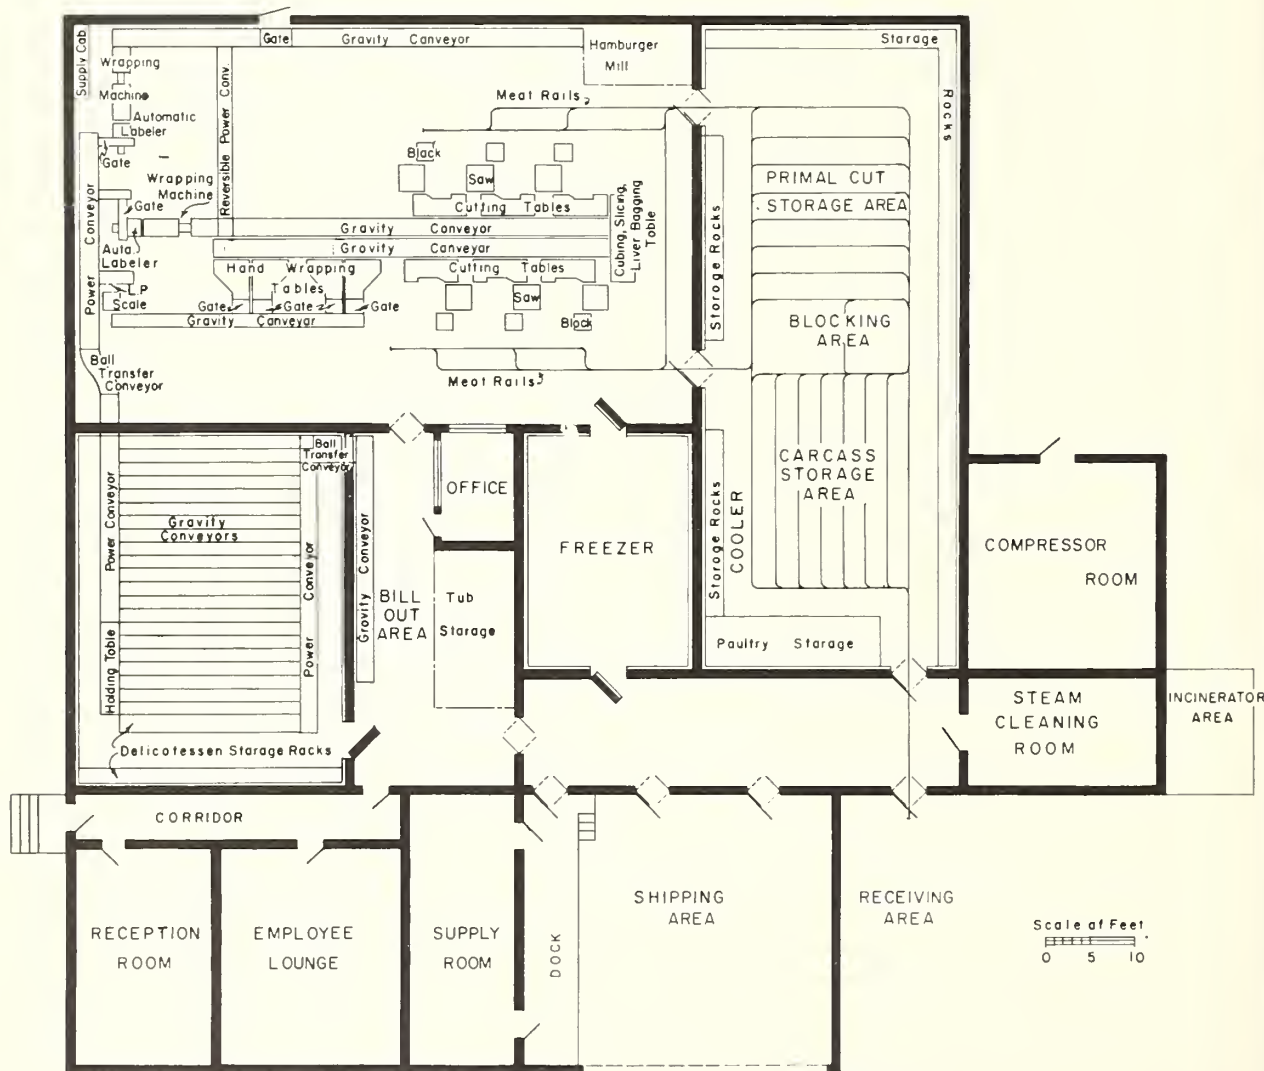 Supply Cab.
Gate
Gravity Conveyor
Hamburger
Mill
Storage
Rocks
Wrapping
Machine
Automatic
Labeler
Gate
Reversible Power Conv.
Wrapping
Machine
Gate
Auto.
Labeler
Power Conveyor
L.P
Scale
Meat Rails
Block
Saw
Cutting Tables
Gravity Conveyor
Grovity Conveyor
Cubing, Slicing,
Liver Bagging
Table
Hand Wrapping
Tables
Gate
Gate
Gate
Gravity Conveyor
Cutting Tables
Saw
Block
Meat Rails
Ball
Transfer
Conveyor
Storage Rocks
PRIMAL CUT
STORAGE AREA
BLOCKING
AREA
CARCASS
STORAGE
AREA
Storage Rocks
COOLER
Paultry Storage
Ball
Transfer
Conveyor
Power Conveyor
Gravity
Conveyors
Power Conveyor
Holding Table
Delicatessen Storage Racks
Grovity Conveyor
BILL
OUT
AREA
OFFICE
Tub
Storage
FREEZER
COMPRESSOR
ROOM
STEAM
CLEANING
ROOM
INCINERATOR
AREA
CORRIDOR
RECEPTION
ROOM
EMPLOYEE
LOUNGE
SUPPLY
ROOM
DOCK
SHIPPING
AREA
RECEIVING
AREA
Scale of Feet
0 5 10